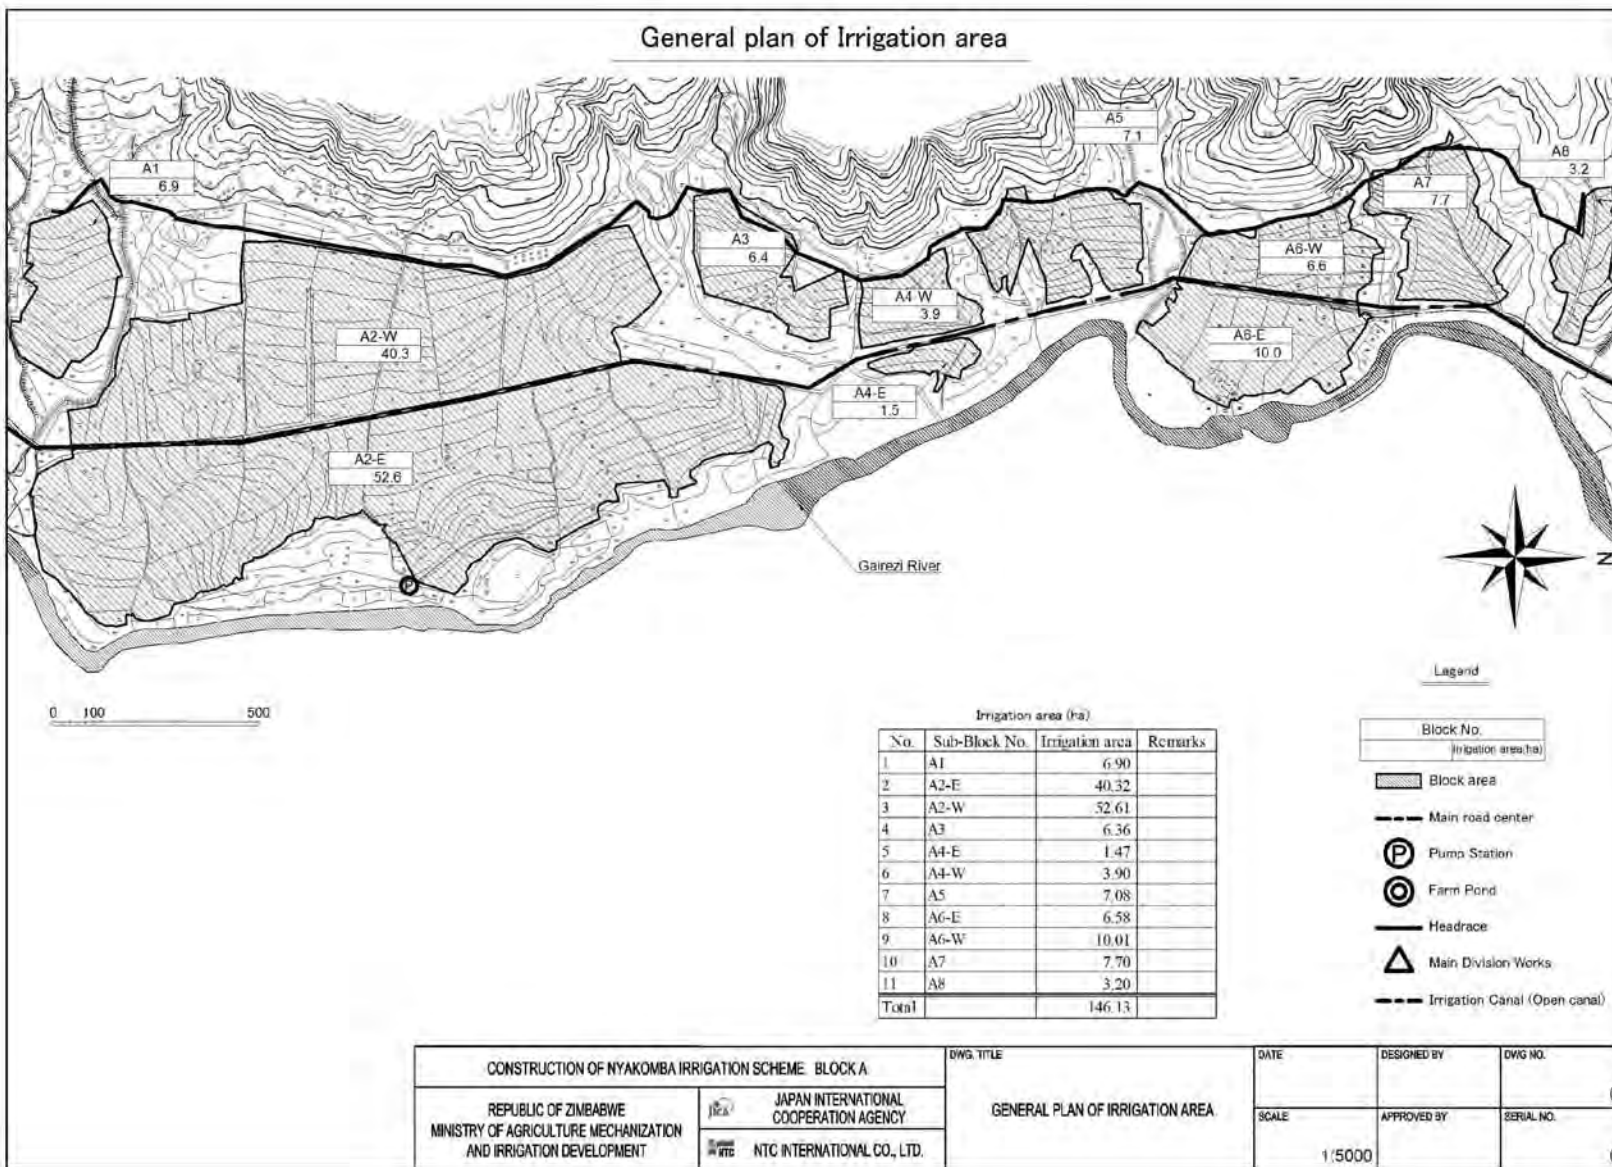 General plan of Irrigation area
A1
6.9
A5
7.1
A8
3.2
A7
7.7
A3
6.4
A6-W
6.6
A4-W
3.9
A2-W
40.3
A6-E
10.0
A4-E
1.5
A2-E
52.6
P
Gairezi River
N
0 100 500
Legend
Block No.
Irrigation area(ha)
Block area
Main road center
P Pump Station
Farm Pond
Headrace
Main Division Works
Irrigation Canal (Open canal)
Irrigation area (ha)
No. Sub-Block No. Irrigation area Remarks
1 A1 6.90
2 A2-E 40.32
3 A2-W 52.61
4 A3 6.36
5 A4-E 1.47
6 A4-W 3.90
7 A5 7.08
8 A6-E 6.58
9 A6-W 10.01
10 A7 7.70
11 A8 3.20
Total 146.13
CONSTRUCTION OF NYAKOMBA IRRIGATION SCHEME BLOCK A
REPUBLIC OF ZIMBABWE
MINISTRY OF AGRICULTURE MECHANIZATION
AND IRRIGATION DEVELOPMENT
jica
JAPAN INTERNATIONAL
COOPERATION AGENCY
NTC
NTC INTERNATIONAL CO., LTD.
DWG. TITLE
GENERAL PLAN OF IRRIGATION AREA
DATE
DESIGNED BY
DWG NO.
SCALE
1:5000
APPROVED BY
SERIAL NO.